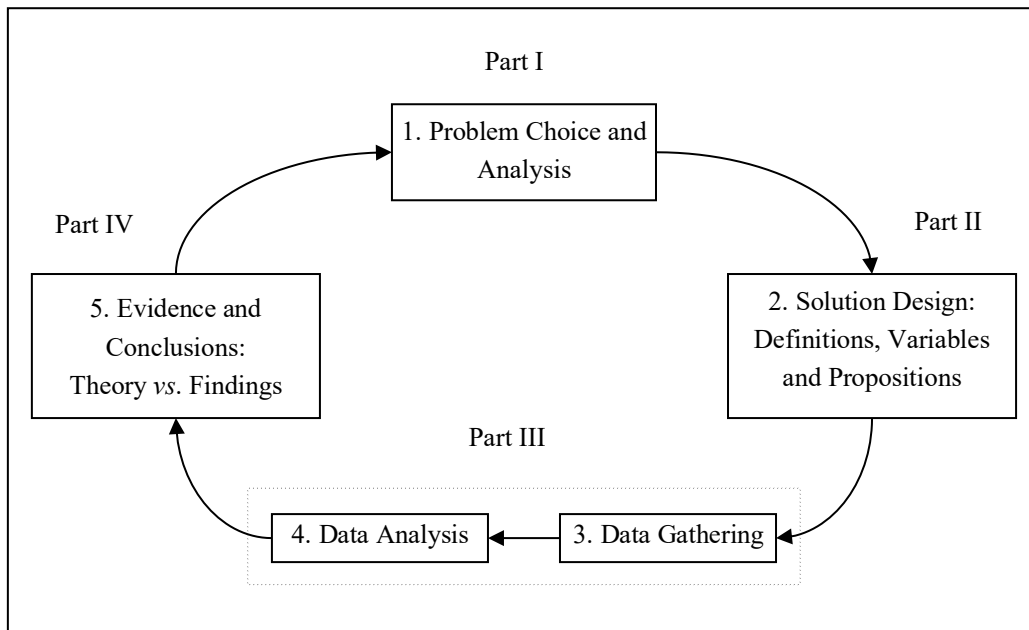 Part I
1. Problem Choice and
Analysis
Part IV
Part II
5. Evidence and
Conclusions:
Theory vs. Findings
2. Solution Design:
Definitions, Variables
and Propositions
Part III
4. Data Analysis
3. Data Gathering